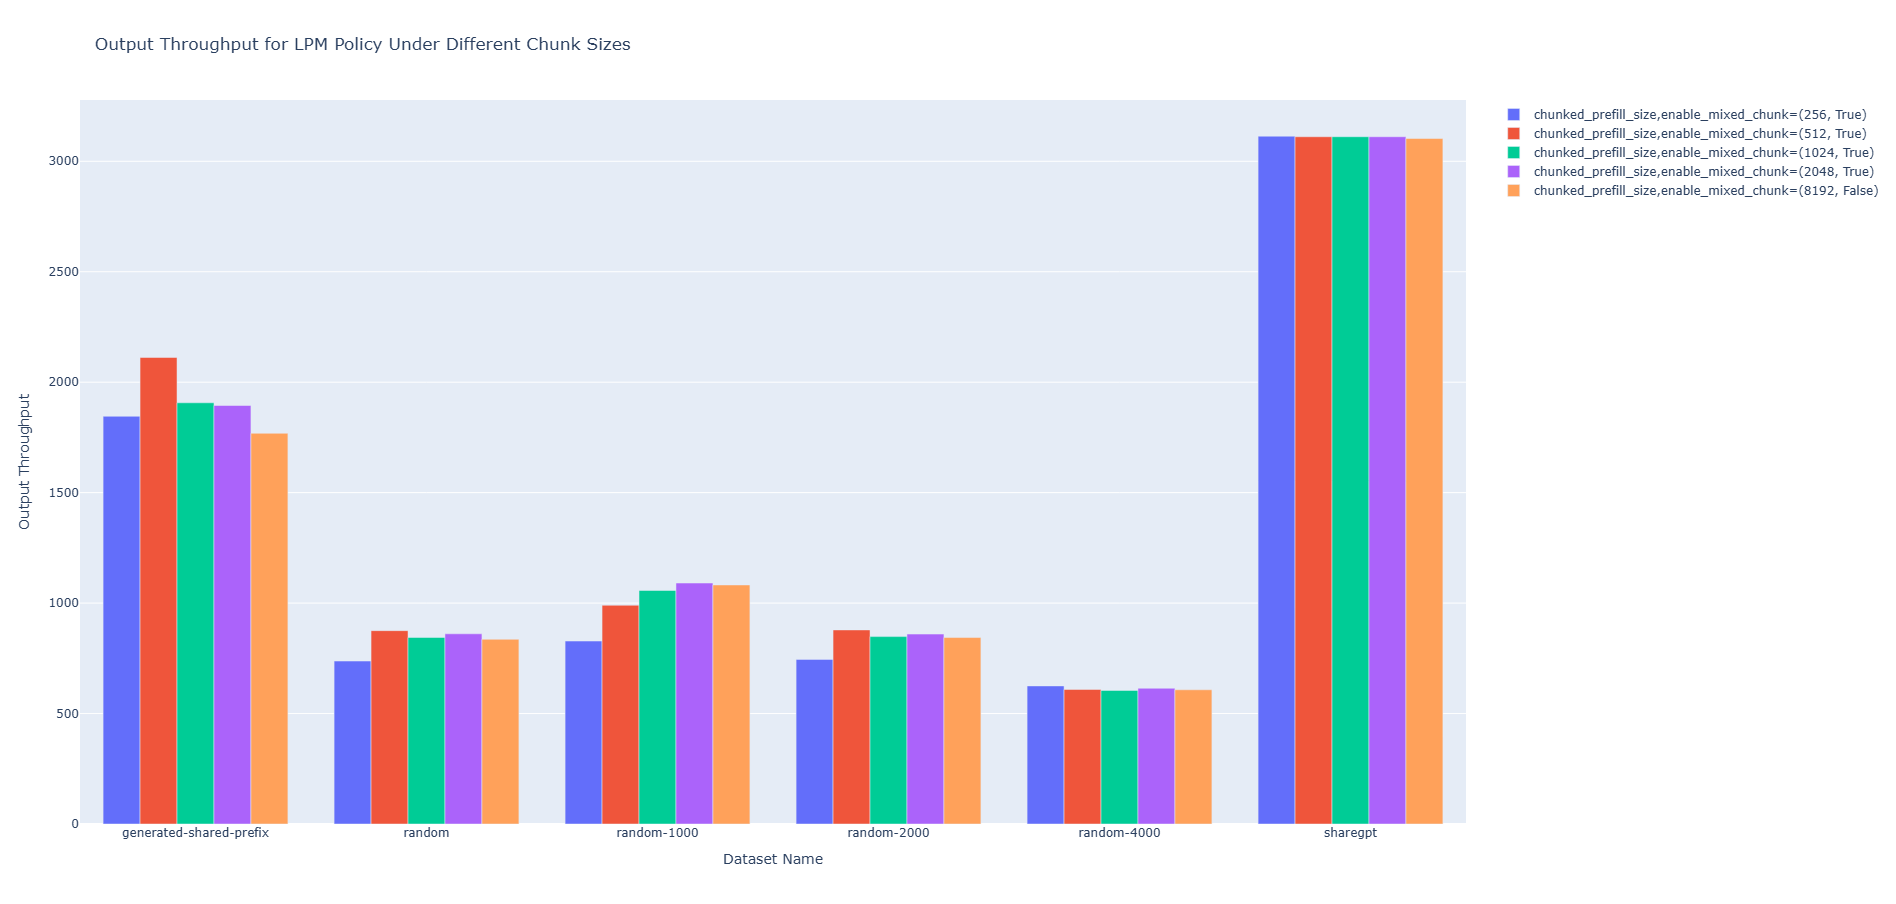 Output Throughput for LPM Policy Under Different Chunk Sizes
chunked_prefill_size,enable_mixed_chunk=(256, True)
chunked_prefill_size,enable_mixed_chunk=(512, True)
chunked_prefill_size,enable_mixed_chunk=(1024, True)
chunked_prefill_size,enable_mixed_chunk=(2048, True)
chunked_prefill_size,enable_mixed_chunk=(8192, False)
3000
2500
2000
1500
1000
500
0
Output Throughput
generated-shared-prefix
random
random-1000
random-2000
random-4000
sharegpt
Dataset Name